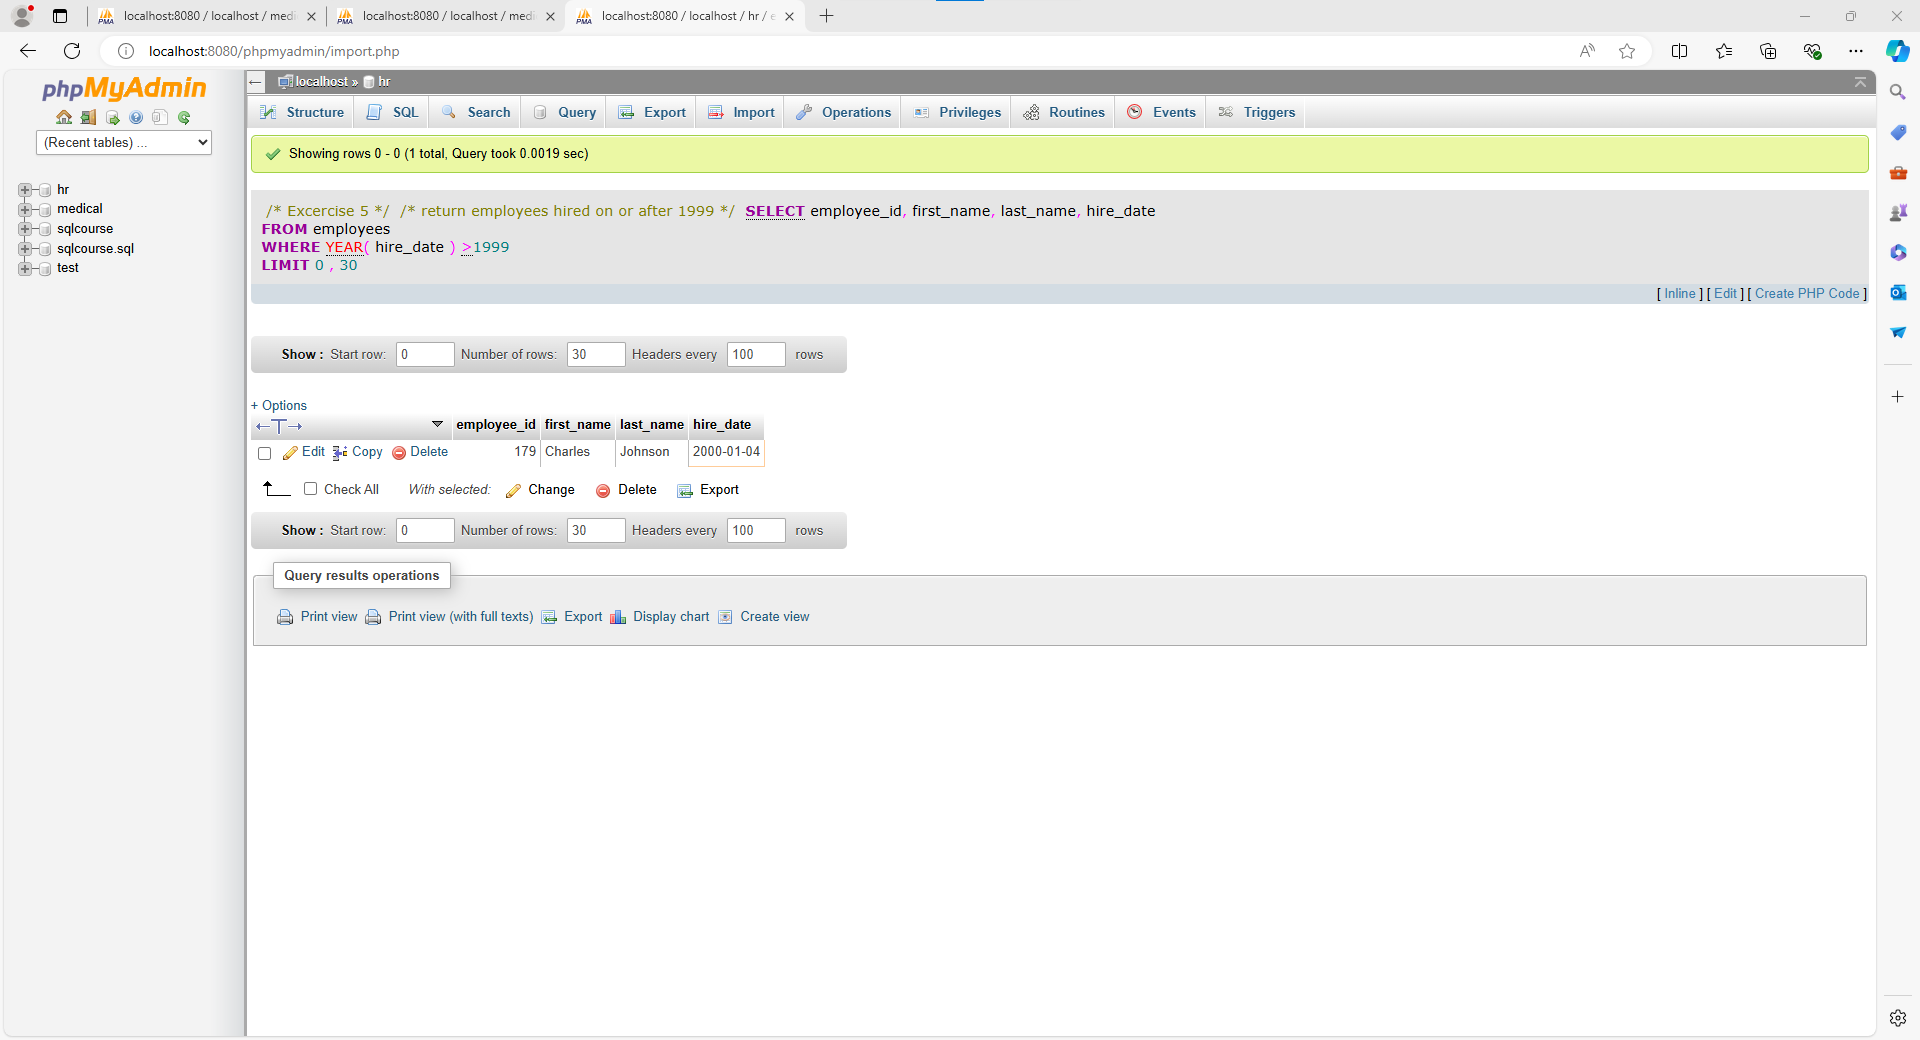 localhost:8080 / localhost / medi
localhost:8080 / localhost / medi
localhost:8080 / localhost / hr / e
localhost:8080/phpmyadmin/import.php
phpMyAdmin
(Recent tables) ...
hr
medical
sqlcourse
sqlcourse.sql
test
localhost » hr
Structure SQL Search Query Export Import Operations Privileges Routines Events Triggers
Showing rows 0 - 0 (1 total, Query took 0.0019 sec)
/* Excercise 5 */ /* return employees hired on or after 1999 */ SELECT employee_id, first_name, last_name, hire_date
FROM employees
WHERE YEAR( hire_date ) >1999
LIMIT 0 , 30
[ Inline ] [ Edit ] [ Create PHP Code ]
Show : Start row: 0 Number of rows: 30 Headers every 100 rows
+ Options
employee_id first_name last_name hire_date
Edit Copy Delete 179 Charles Johnson 2000-01-04
Check All With selected: Change Delete Export
Show : Start row: 0 Number of rows: 30 Headers every 100 rows
Query results operations
Print view Print view (with full texts) Export Display chart Create view